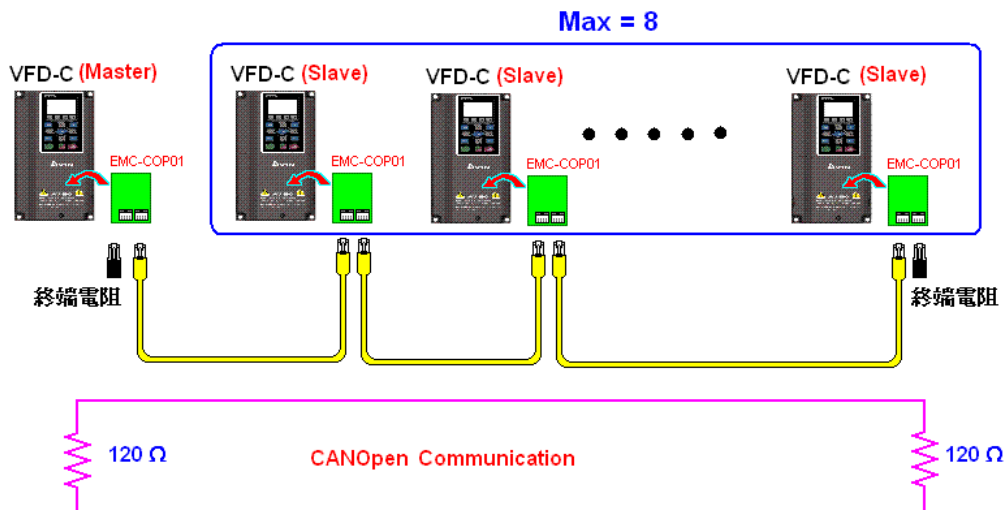 Max = 8
VFD-C (Master)
VFD-C (Slave)
VFD-C (Slave)
VFD-C (Slave)
EMC-COP01
EMC-COP01
EMC-COP01
EMC-COP01
終端電阻
終端電阻
120 Ω
CANOpen Communication
120 Ω